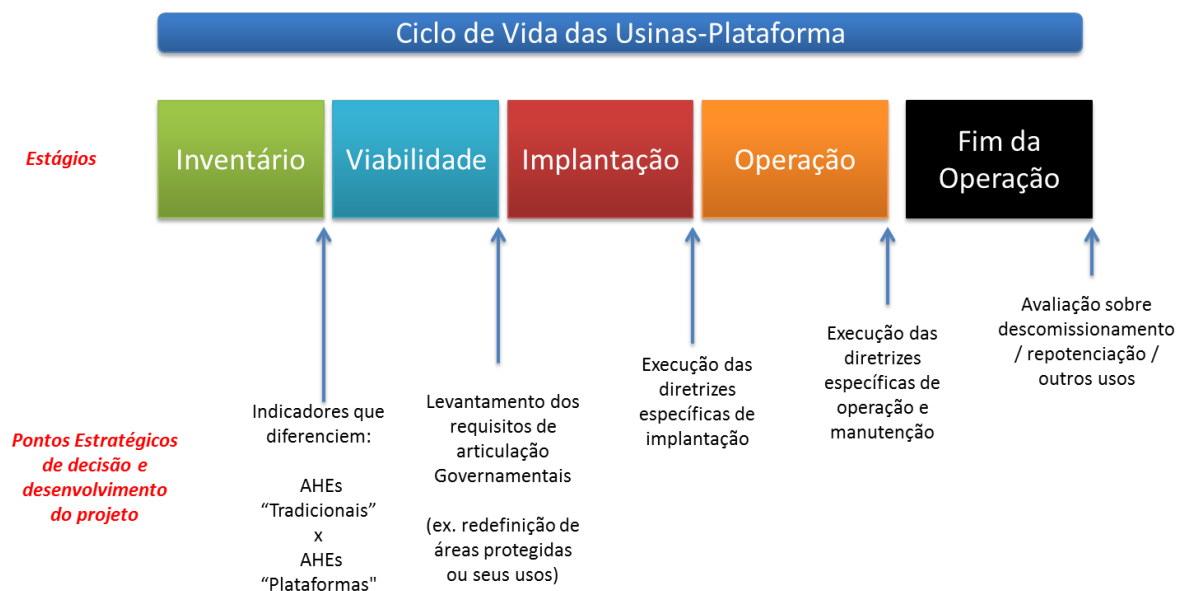 Ciclo de Vida das Usinas-Plataforma
Estágios
Inventário
Viabilidade
Implantação
Operação
Fim da
Operação
Pontos Estratégicos
de decisão e
desenvolvimento
do projeto
Indicadores que
diferenciem:
AHEs
“Tradicionais”
x
AHEs
“Plataformas"
Levantamento dos
requisitos de
articulação
Governamentais
(ex. redefinição de
áreas protegidas
ou seus usos)
Execução das
diretrizes
específicas de
implantação
Execução das
diretrizes
específicas de
operação e
manutenção
Avaliação sobre
descomissionamento
/ repotenciação /
outros usos